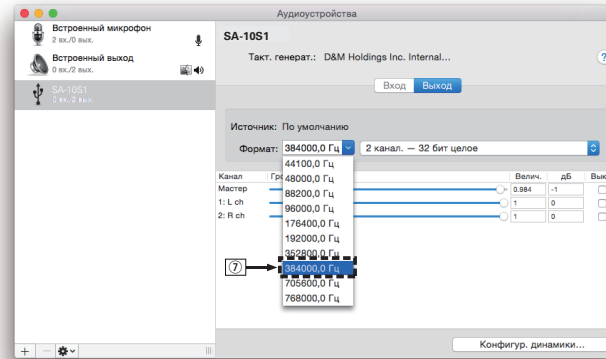 Аудиоустройства
Встроенный микрофон
2 вх./0 вых.
Встроенный выход
0 вх./2 вых.
SA-10S1
0 вх./2 вых.
SA-10S1
Такт. генерат.: D&M Holdings Inc. Internal...
?
Вход Выход
Источник: По умолчанию
Формат: 384000,0 Гц 2 канал. — 32 бит целое
44100,0 Гц
48000,0 Гц
88200,0 Гц
96000,0 Гц
176400,0 Гц
192000,0 Гц
352800,0 Гц
384000,0 Гц
705600,0 Гц
768000,0 Гц
Канал Гр Велич. дБ Вык
Мастер 0.984 -1
1: L ch 1 0
2: R ch 1 0
⑦
+ −
Конфигур. динамики...